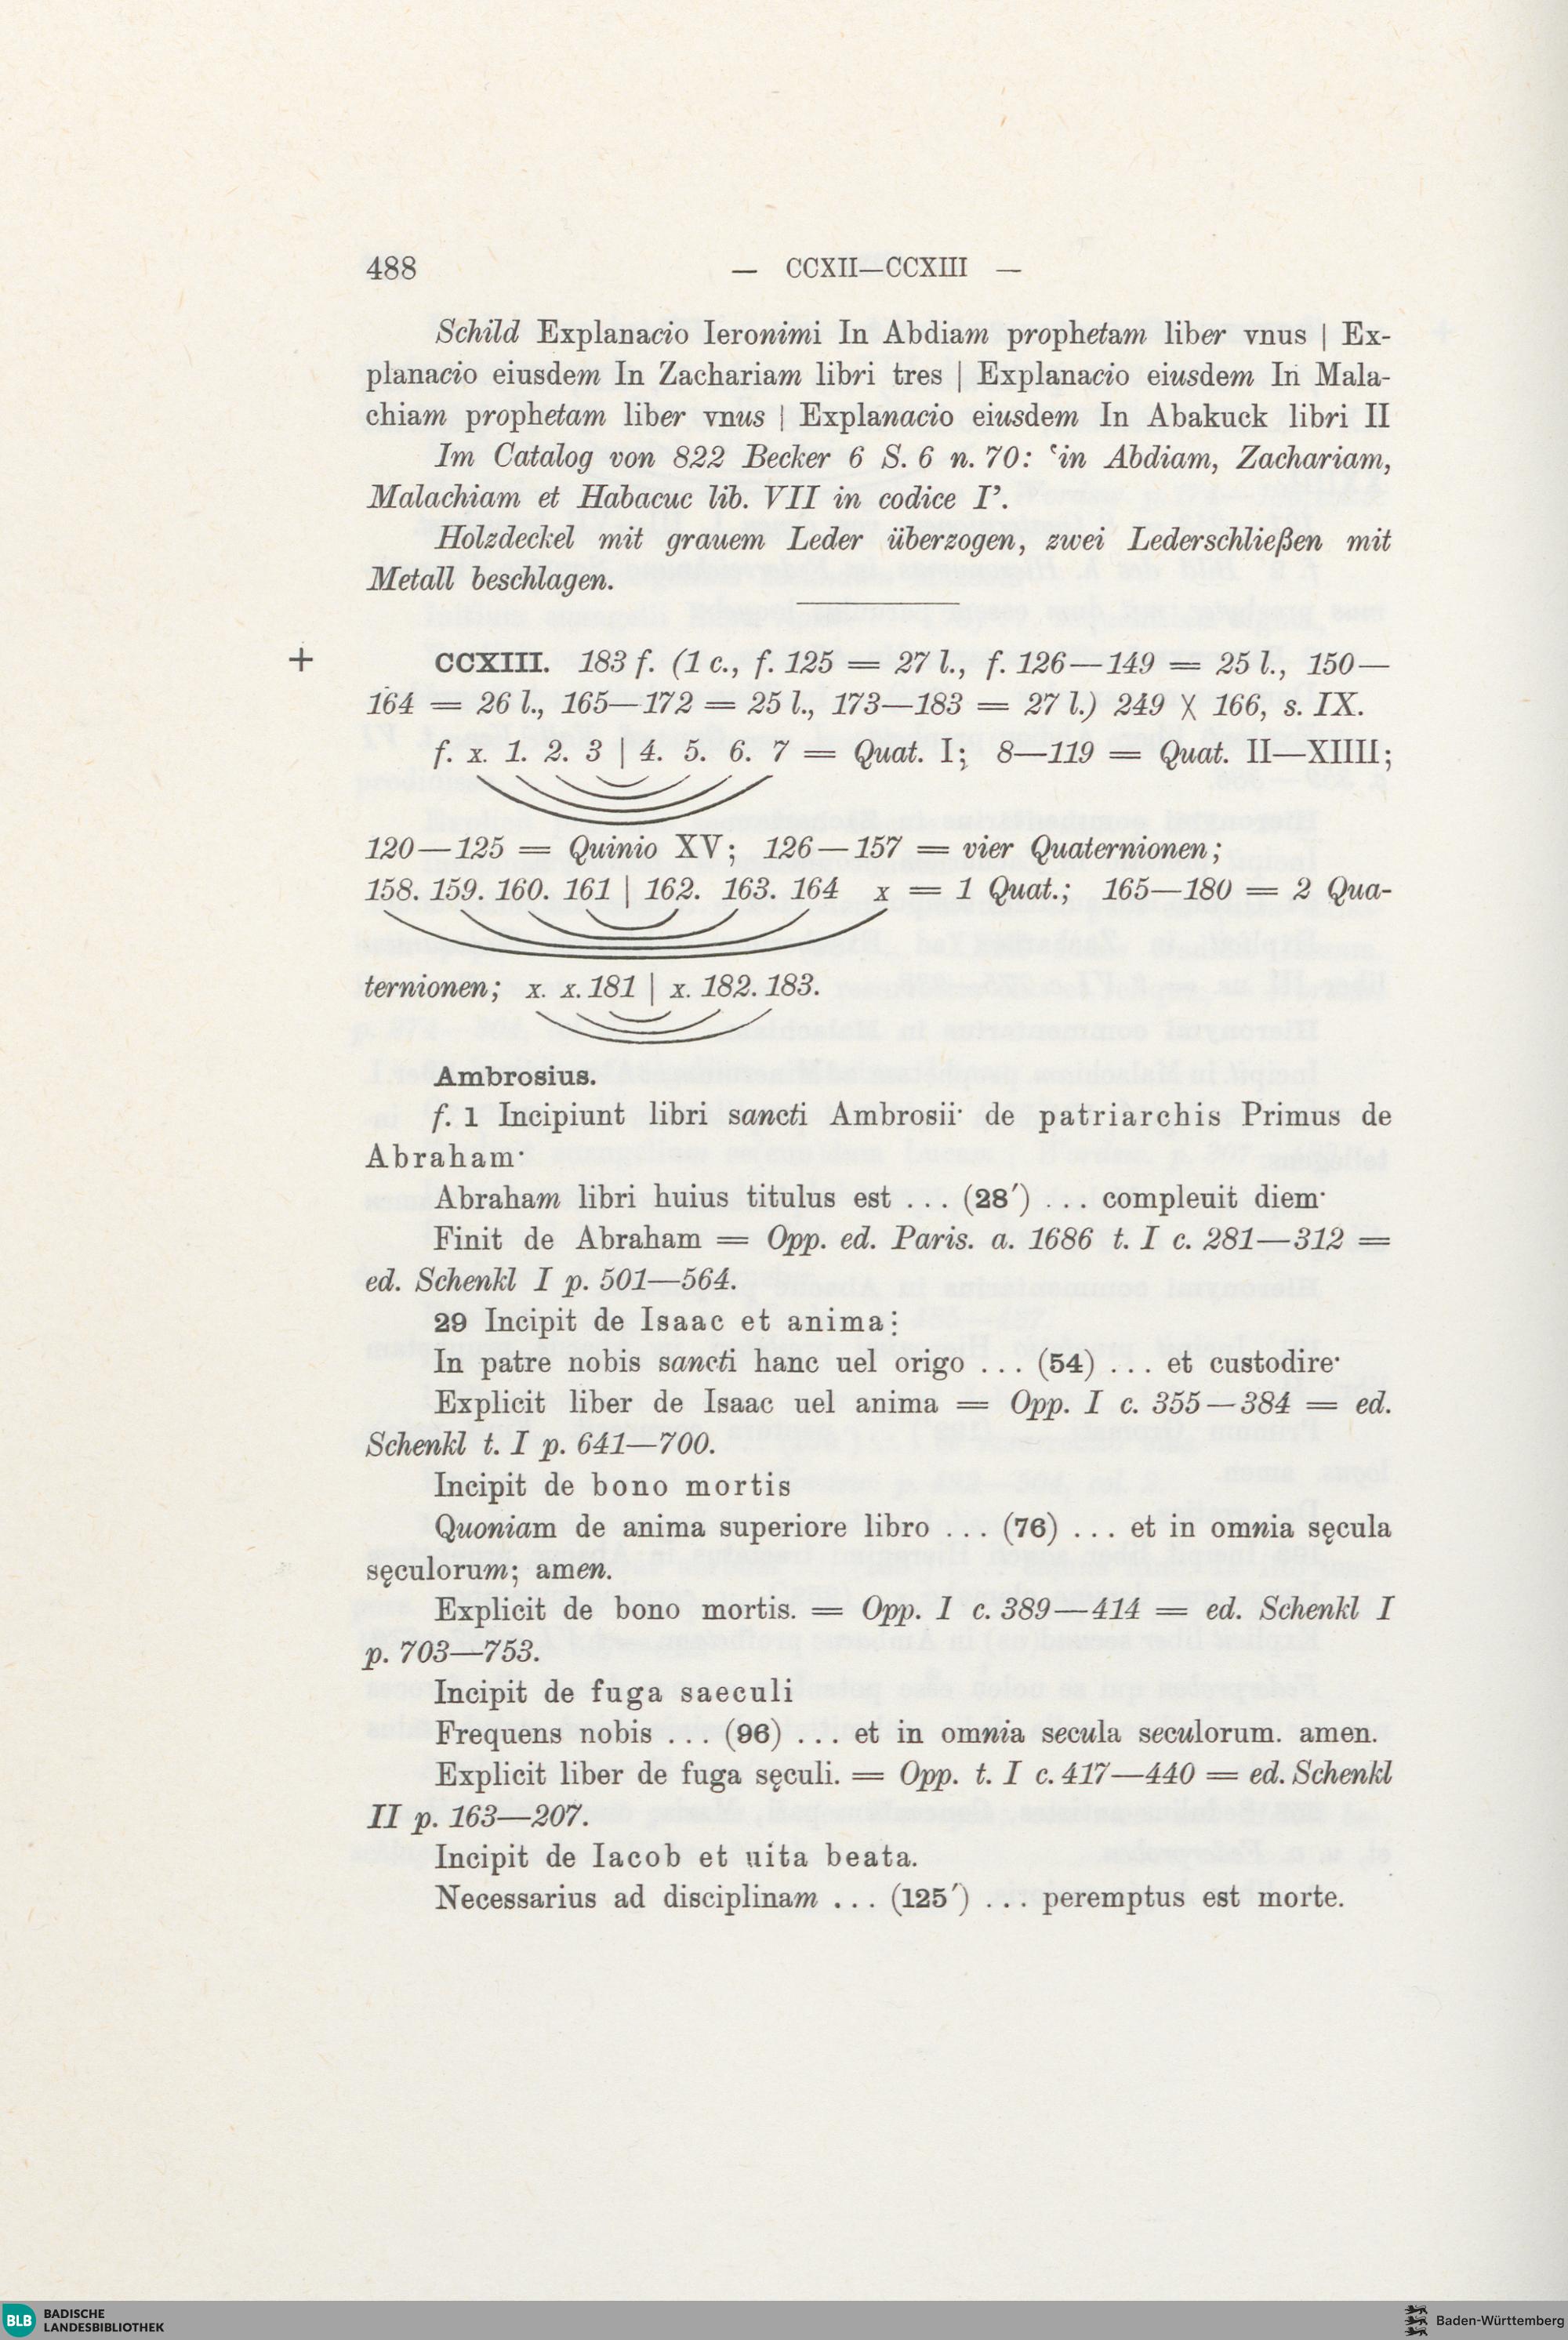 488 — CCXII—CCXIII —
Schild Explanacio Ieronimi In Abdiam prophetam liber vnus | Ex-
planacio eiusdem In Zachariam libri tres | Explanacio eiusdem In Mala-
chiam prophetam liber vnus | Explanacio eiusdem In Abakuck libri II
Im Catalog von 822 Becker 6 S. 6 n. 70: ‘in Abdiam, Zachariam,
Malachiam et Habacuc lib. VII in codice I’.
Holzdeckel mit grauem Leder überzogen, zwei Lederschließen mit
Metall beschlagen.
+ CCXIII. 183 f. (1 c., f. 125 = 27 l., f. 126—149 = 25 l., 150—
164 = 26 l., 165—172 = 25 l., 173—183 = 27 l.) 249 X 166, s. IX.
f. x. 1. 2. 3 | 4. 5. 6. 7 = Quat. I; 8—119 = Quat. II—XIIII;
120—125 = Quinio XV; 126—157 = vier Quaternionen;
158. 159. 160. 161 | 162. 163. 164 x = 1 Quat.; 165—180 = 2 Qua-
ternionen; x. x. 181 | x. 182. 183.
Ambrosius.
f. 1 Incipiunt libri sancti Ambrosii· de patriarchis Primus de
Abraham·
Abraham libri huius titulus est ... (28′) ... compleuit diem·
Finit de Abraham = Opp. ed. Paris. a. 1686 t. I c. 281—312 =
ed. Schenkl I p. 501—564.
29 Incipit de Isaac et anima⋮
In patre nobis sancti hanc uel origo ... (54) ... et custodire·
Explicit liber de Isaac uel anima = Opp. I c. 355—384 = ed.
Schenkl t. I p. 641—700.
Incipit de bono mortis
Quoniam de anima superiore libro ... (76) ... et in omnia sęcula
sęculorum; amen.
Explicit de bono mortis. = Opp. I c. 389—414 = ed. Schenkl I
p. 703—753.
Incipit de fuga saeculi
Frequens nobis ... (96) ... et in omnia secula seculorum. amen.
Explicit liber de fuga sęculi. = Opp. t. I c. 417—440 = ed. Schenkl
II p. 163—207.
Incipit de Iacob et uita beata.
Necessarius ad disciplinam ... (125′) ... peremptus est morte.
BLB BADISCHE
LANDESBIBLIOTHEK
Baden-Württemberg